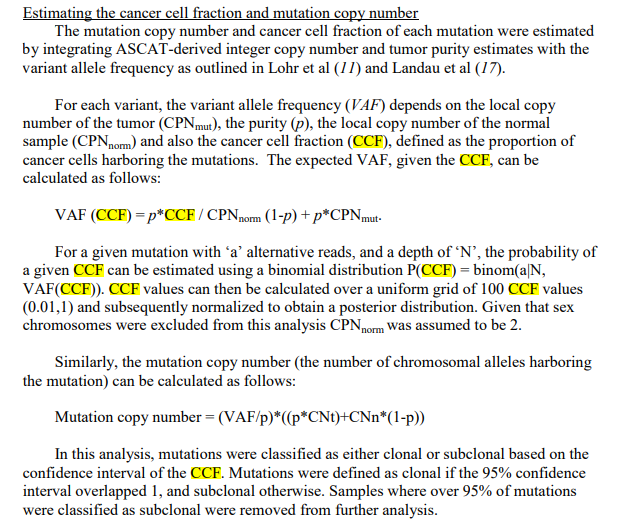 Estimating the cancer cell fraction and mutation copy number
The mutation copy number and cancer cell fraction of each mutation were estimated
by integrating ASCAT-derived integer copy number and tumor purity estimates with the
variant allele frequency as outlined in Lohr et al (11) and Landau et al (17).
For each variant, the variant allele frequency (VAF) depends on the local copy
number of the tumor (CPNmut), the purity (p), the local copy number of the normal
sample (CPNnorm) and also the cancer cell fraction (CCF), defined as the proportion of
cancer cells harboring the mutations. The expected VAF, given the CCF, can be
calculated as follows:
VAF (CCF) = p*CCF / CPNnorm (1-p) + p*CPNmut.
For a given mutation with ‘a’ alternative reads, and a depth of ‘N’, the probability of
a given CCF can be estimated using a binomial distribution P(CCF) = binom(a|N,
VAF(CCF)). CCF values can then be calculated over a uniform grid of 100 CCF values
(0.01,1) and subsequently normalized to obtain a posterior distribution. Given that sex
chromosomes were excluded from this analysis CPNnorm was assumed to be 2.
Similarly, the mutation copy number (the number of chromosomal alleles harboring
the mutation) can be calculated as follows:
Mutation copy number = (VAF/p)*((p*CNt)+CNn*(1-p))
In this analysis, mutations were classified as either clonal or subclonal based on the
confidence interval of the CCF. Mutations were defined as clonal if the 95% confidence
interval overlapped 1, and subclonal otherwise. Samples where over 95% of mutations
were classified as subclonal were removed from further analysis.